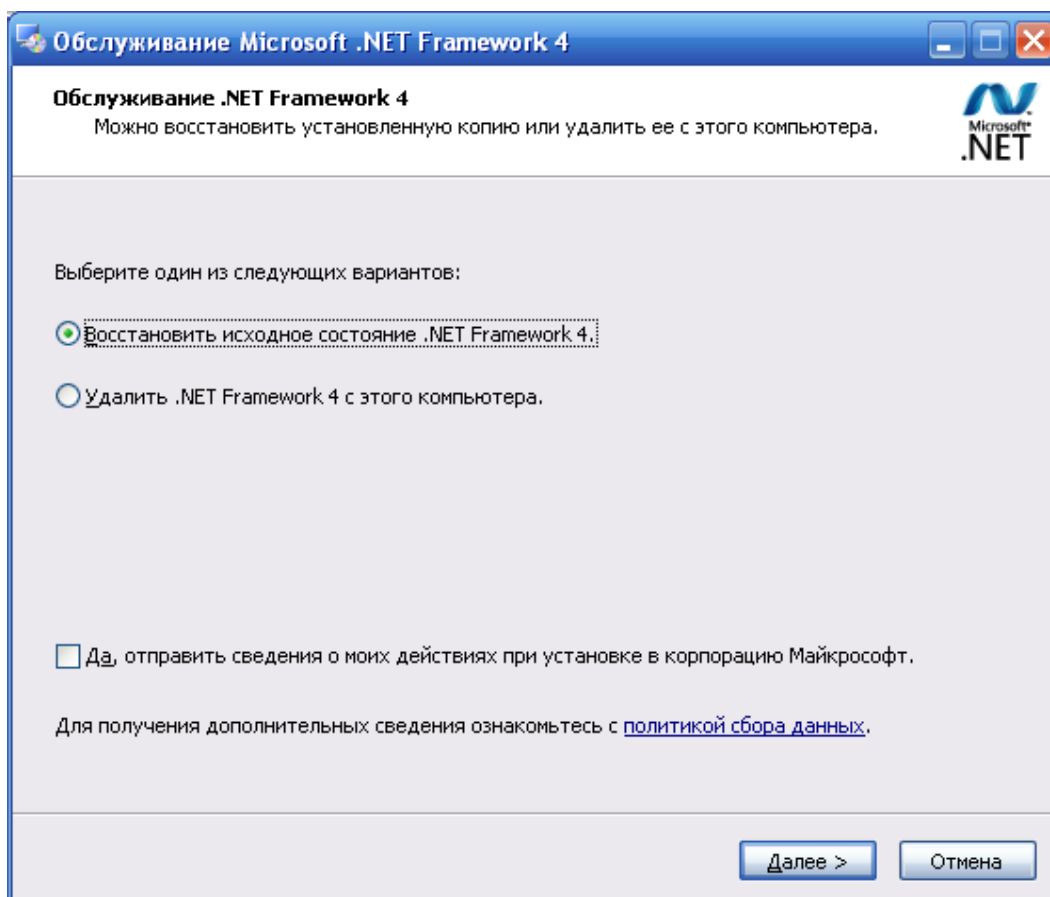 Обслуживание Microsoft .NET Framework 4
Обслуживание .NET Framework 4
Можно восстановить установленную копию или удалить ее с этого компьютера.
Microsoft
.NET
Выберите один из следующих вариантов:
Восстановить исходное состояние .NET Framework 4.
Удалить .NET Framework 4 с этого компьютера.
Да, отправить сведения о моих действиях при установке в корпорацию Майкрософт.
Для получения дополнительных сведения ознакомьтесь с политикой сбора данных.
Далее > Отмена